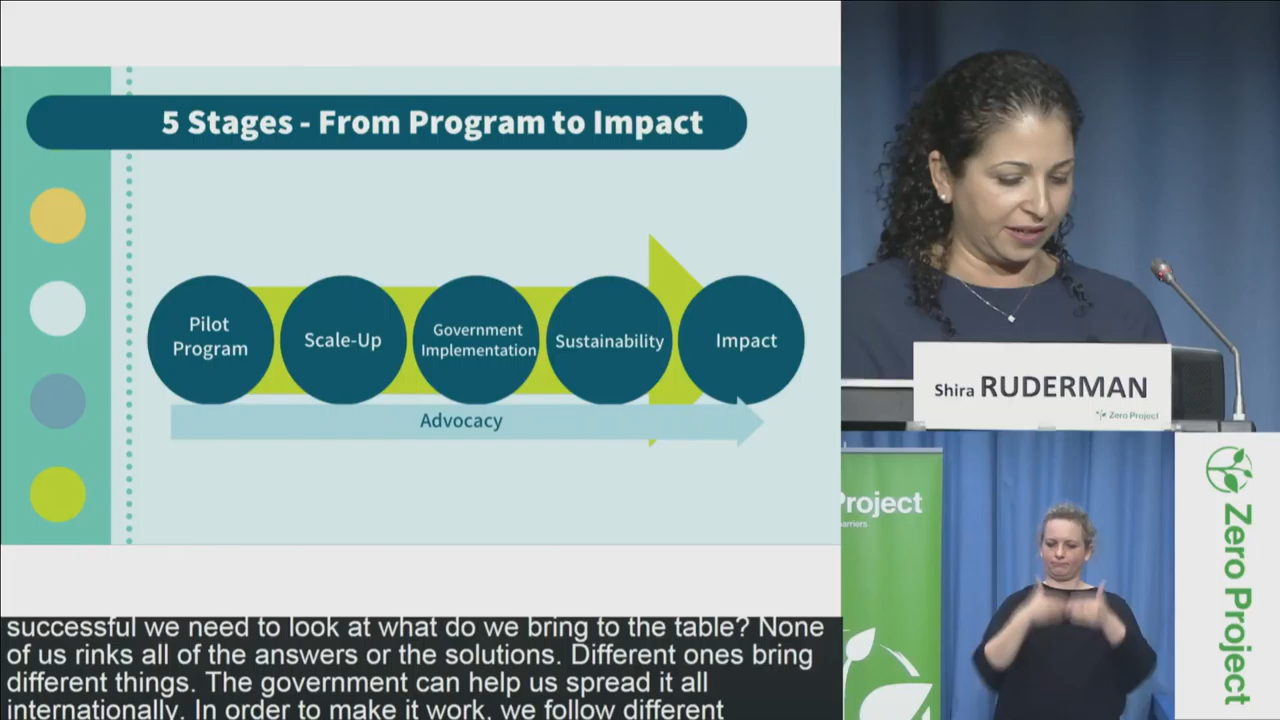 5 Stages - From Program to Impact
Pilot
Program
Scale-Up
Government
Implementation
Sustainability
Impact
Advocacy
Shira RUDERMAN
Zero Project
Project
arriers
Zero Project
successful we need to look at what do we bring to the table? None
of us rinks all of the answers or the solutions. Different ones bring
different things. The government can help us spread it all
internationally. In order to make it work, we follow different